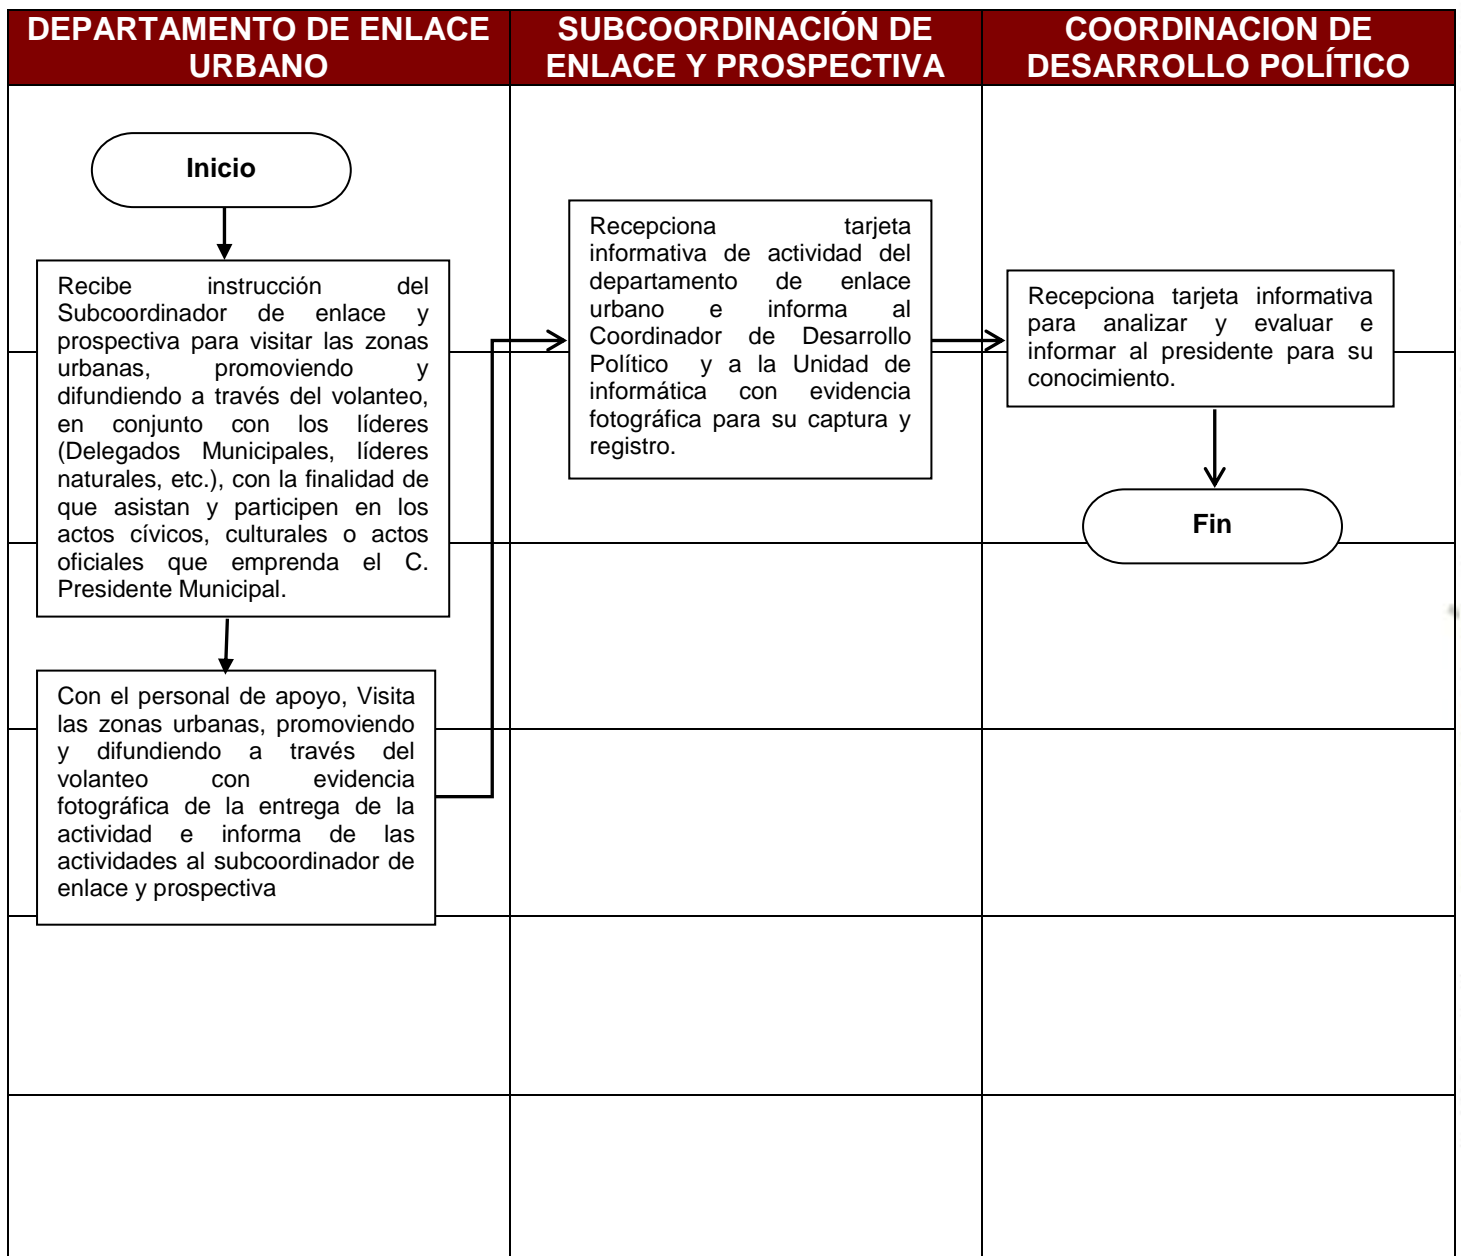 DEPARTAMENTO DE ENLACE
URBANO
SUBCOORDINACIÓN DE
ENLACE Y PROSPECTIVA
COORDINACION DE
DESARROLLO POLÍTICO
Inicio
Recibe instrucción del
Subcoordinador de enlace y
prospectiva para visitar las zonas
urbanas, promoviendo y
difundiendo a través del volanteo,
en conjunto con los líderes
(Delegados Municipales, líderes
naturales, etc.), con la finalidad de
que asistan y participen en los
actos cívicos, culturales o actos
oficiales que emprenda el C.
Presidente Municipal.
Con el personal de apoyo, Visita
las zonas urbanas, promoviendo
y difundiendo a través del
volanteo con evidencia
fotográfica de la entrega de la
actividad e informa de las
actividades al subcoordinador de
enlace y prospectiva
Recepciona tarjeta
informativa de actividad del
departamento de enlace
urbano e informa al
Coordinador de Desarrollo
Político y a la Unidad de
informática con evidencia
fotográfica para su captura y
registro.
Recepciona tarjeta informativa
para analizar y evaluar e
informar al presidente para su
conocimiento.
Fin